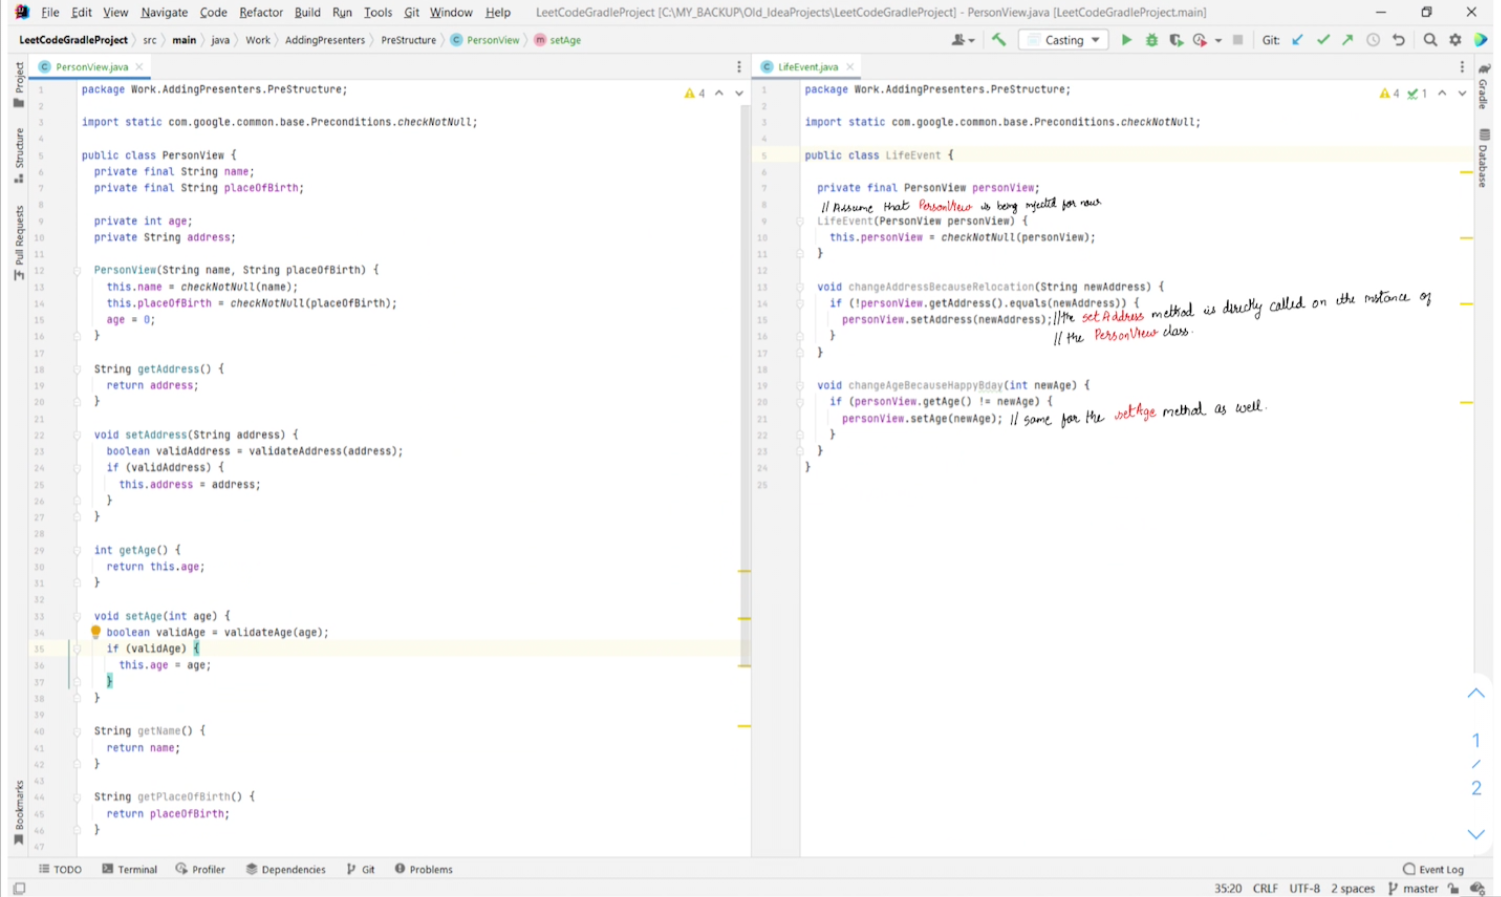 File Edit View Navigate Code Refactor Build Run Tools Git Window Help LeetCodeGradleProject [C:\MY_BACKUP\Old_IdeaProjects\LeetCodeGradleProject] - PersonView.java [LeetCodeGradleProject.main]
LeetCodeGradleProject src main java Work AddingPresenters PreStructure PersonView setAge Casting Git:
Project
Structure
Pull Requests
Bookmarks
PersonView.java
4
1 package Work.AddingPresenters.PreStructure;
2
3 import static com.google.common.base.Preconditions.checkNotNull;
4
5 public class PersonView {
6 private final String name;
7 private final String placeOfBirth;
8
9 private int age;
10 private String address;
11
12 PersonView(String name, String placeOfBirth) {
13 this.name = checkNotNull(name);
14 this.placeOfBirth = checkNotNull(placeOfBirth);
15 age = 0;
16 }
17
18 String getAddress() {
19 return address;
20 }
21
22 void setAddress(String address) {
23 boolean validAddress = validateAddress(address);
24 if (validAddress) {
25 this.address = address;
26 }
27 }
28
29 int getAge() {
30 return this.age;
31 }
32
33 void setAge(int age) {
34 boolean validAge = validateAge(age);
35 if (validAge) {
36 this.age = age;
37 }
38 }
39
40 String getName() {
41 return name;
42 }
43
44 String getPlaceOfBirth() {
45 return placeOfBirth;
46 }
47
LifeEvent.java
4 1
1 package Work.AddingPresenters.PreStructure;
2
3 import static com.google.common.base.Preconditions.checkNotNull;
4
5 public class LifeEvent {
6
7 private final PersonView personView;
8 // Assume that PersonView is being injected for now
9 LifeEvent(PersonView personView) {
10 this.personView = checkNotNull(personView);
11 }
12
13 void changeAddressBecauseRelocation(String newAddress) {
14 if (!personView.getAddress().equals(newAddress)) {
15 personView.setAddress(newAddress); // the setAddress method is directly called on the instance of
16 } // the PersonView class.
17 }
18
19 void changeAgeBecauseHappyBday(int newAge) {
20 if (personView.getAge() != newAge) {
21 personView.setAge(newAge); // same for the setAge method as well.
22 }
23 }
24 }
25
Gradle
Database
1
/
2
TODO Terminal Profiler Dependencies Git Problems Event Log
35:20 CRLF UTF-8 2 spaces master